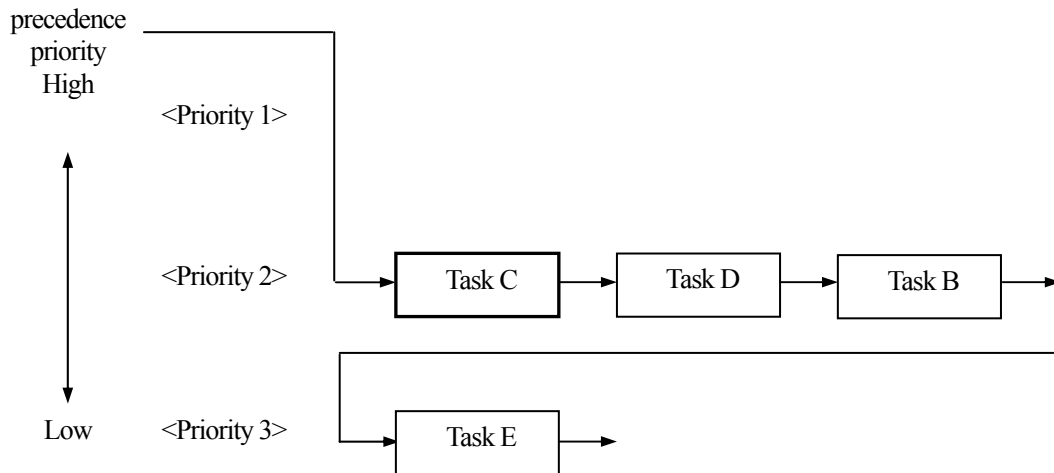 precedence
priority
High
<Priority 1>
<Priority 2>
Task C
Task D
Task B
Low
<Priority 3>
Task E